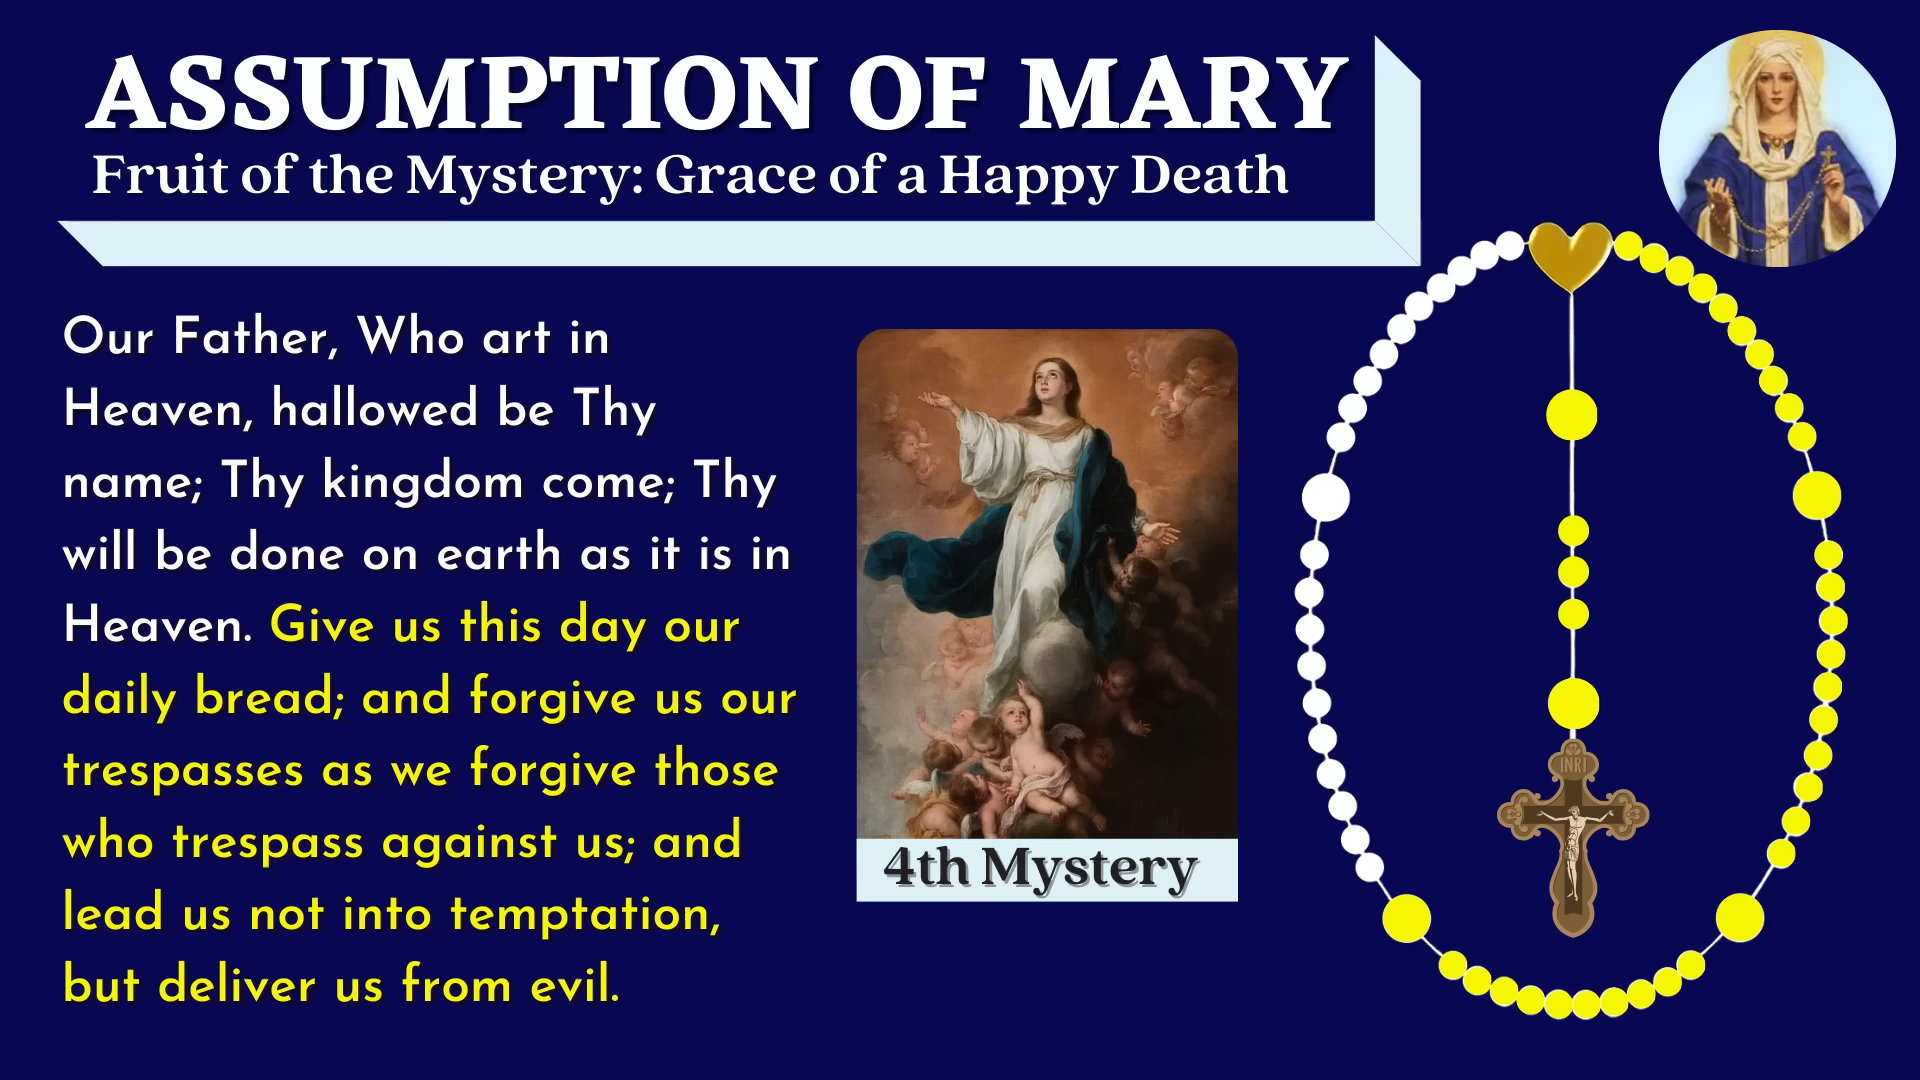 ASSUMPTION OF MARY
Fruit of the Mystery: Grace of a Happy Death
Our Father, Who art in
Heaven, hallowed be Thy
name; Thy kingdom come; Thy
will be done on earth as it is in
Heaven. Give us this day our
daily bread; and forgive us our
trespasses as we forgive those
who trespass against us; and
lead us not into temptation,
but deliver us from evil.
4th Mystery
INRI